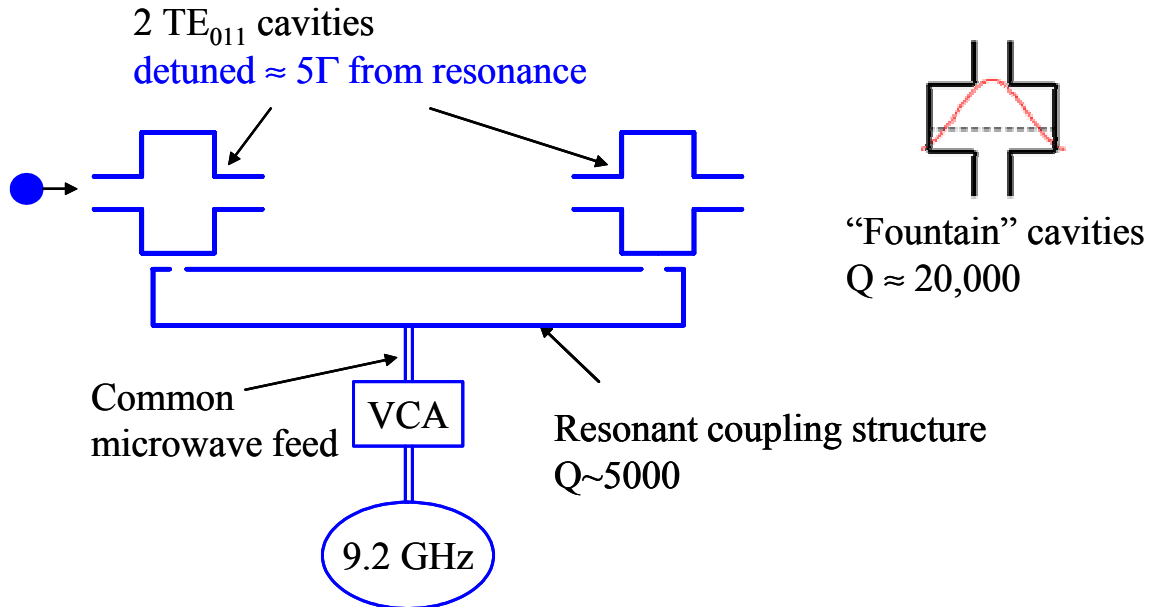 2 TE₀₁₁ cavities
detuned ≈ 5Γ from resonance
“Fountain” cavities
Q ≈ 20,000
Common
microwave feed
VCA
Resonant coupling structure
Q~5000
9.2 GHz